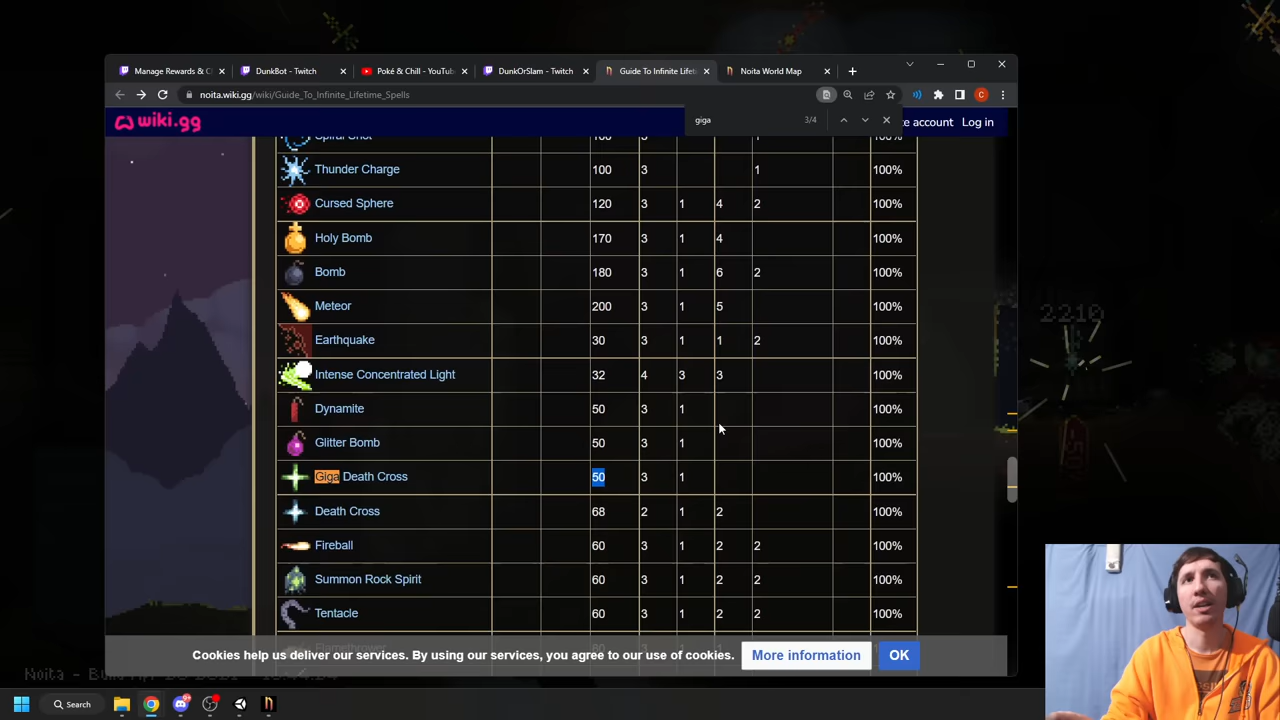 Manage Rewards & C
DunkBot - Twitch
Poké & Chill - YouTub
DunkOrSlam - Twitch
Guide To Infinite Lifeti
Noita World Map
noita.wiki.gg/wiki/Guide_To_Infinite_Lifetime_Spells
wiki.gg
giga 3/4
e account Log in
Spiral Shot 100%
Thunder Charge 100 3 1 100%
Cursed Sphere 120 3 1 4 2 100%
Holy Bomb 170 3 1 4 100%
Bomb 180 3 1 6 2 100%
Meteor 200 3 1 5 100%
Earthquake 30 3 1 1 2 100%
Intense Concentrated Light 32 4 3 3 100%
Dynamite 50 3 1 100%
Glitter Bomb 50 3 1 100%
Giga Death Cross 50 3 1 100%
Death Cross 68 2 1 2 100%
Fireball 60 3 1 2 2 100%
Summon Rock Spirit 60 3 1 2 2 100%
Tentacle 60 3 1 2 2 100%
Cookies help us deliver our services. By using our services, you agree to our use of cookies.
More information
OK
2210
Search